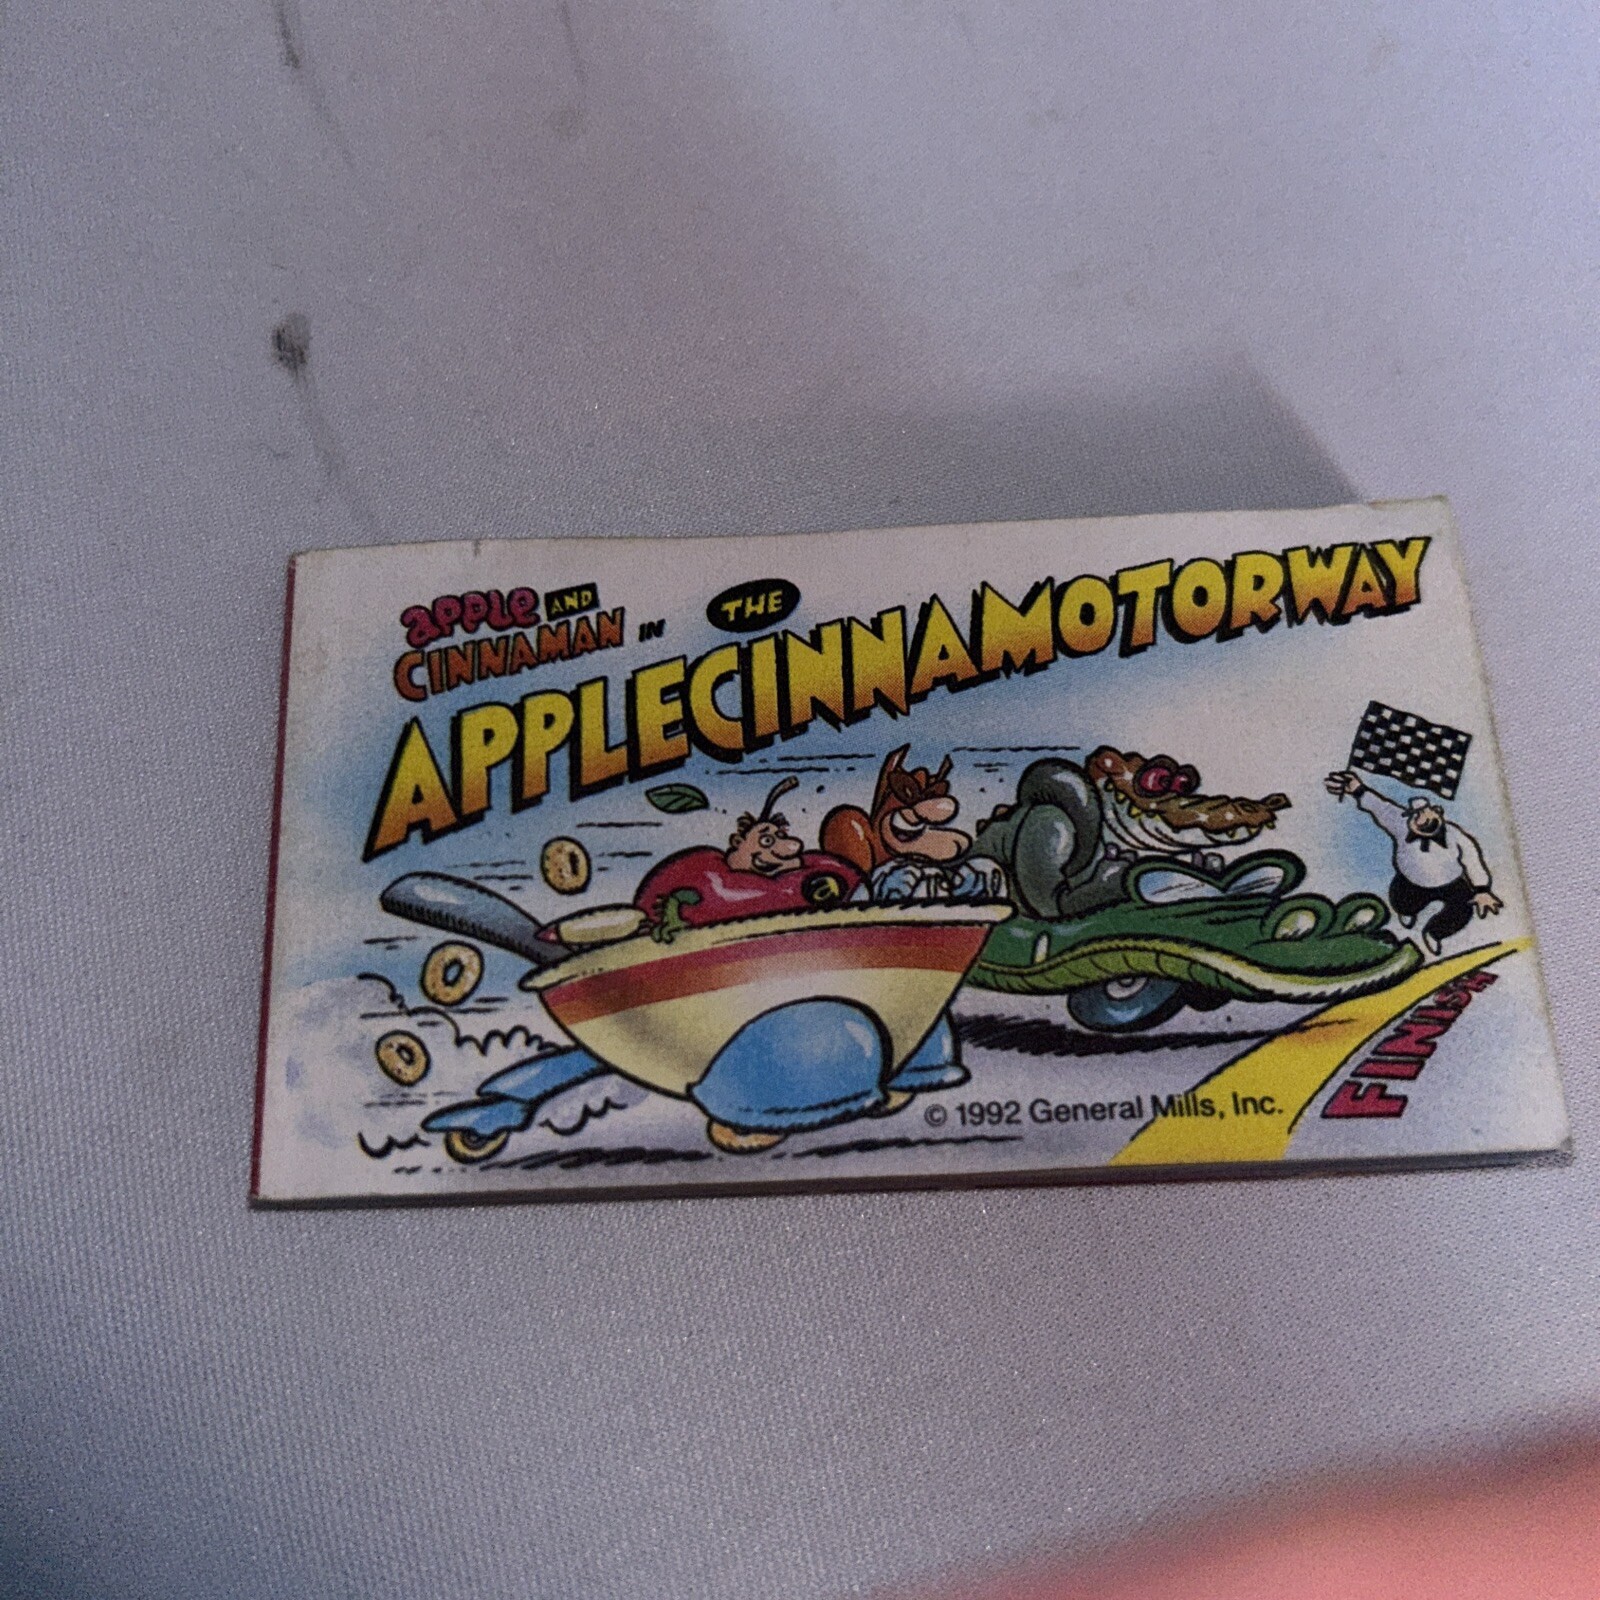 apple AND
CINNAMAN IN THE
APPLECINNAMOTORWAY
a
FINISH
© 1992 General Mills, Inc.